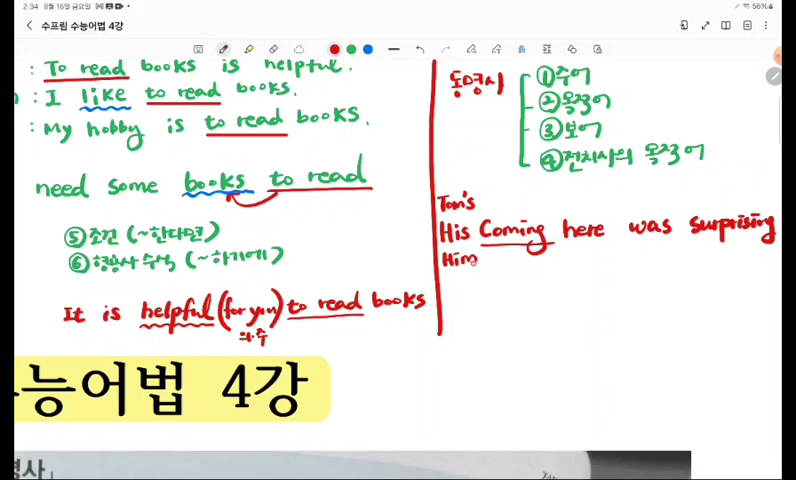 2:34 8월 16일 금요일
56%
수프림 수능어법 4강
: To read books is helpful.
: I like to read books.
: My hobby is to read books.
need some books to read
⑤ 조건 (~한다면)
⑥ 형용사 수식 (~하기에)
It is helpful (for you) to read books
의.주
능어법 4강
동명사
① 주어
② 목적어
③ 보어
④ 전치사의 목적어
Tom's
His Coming here was surprising
Him